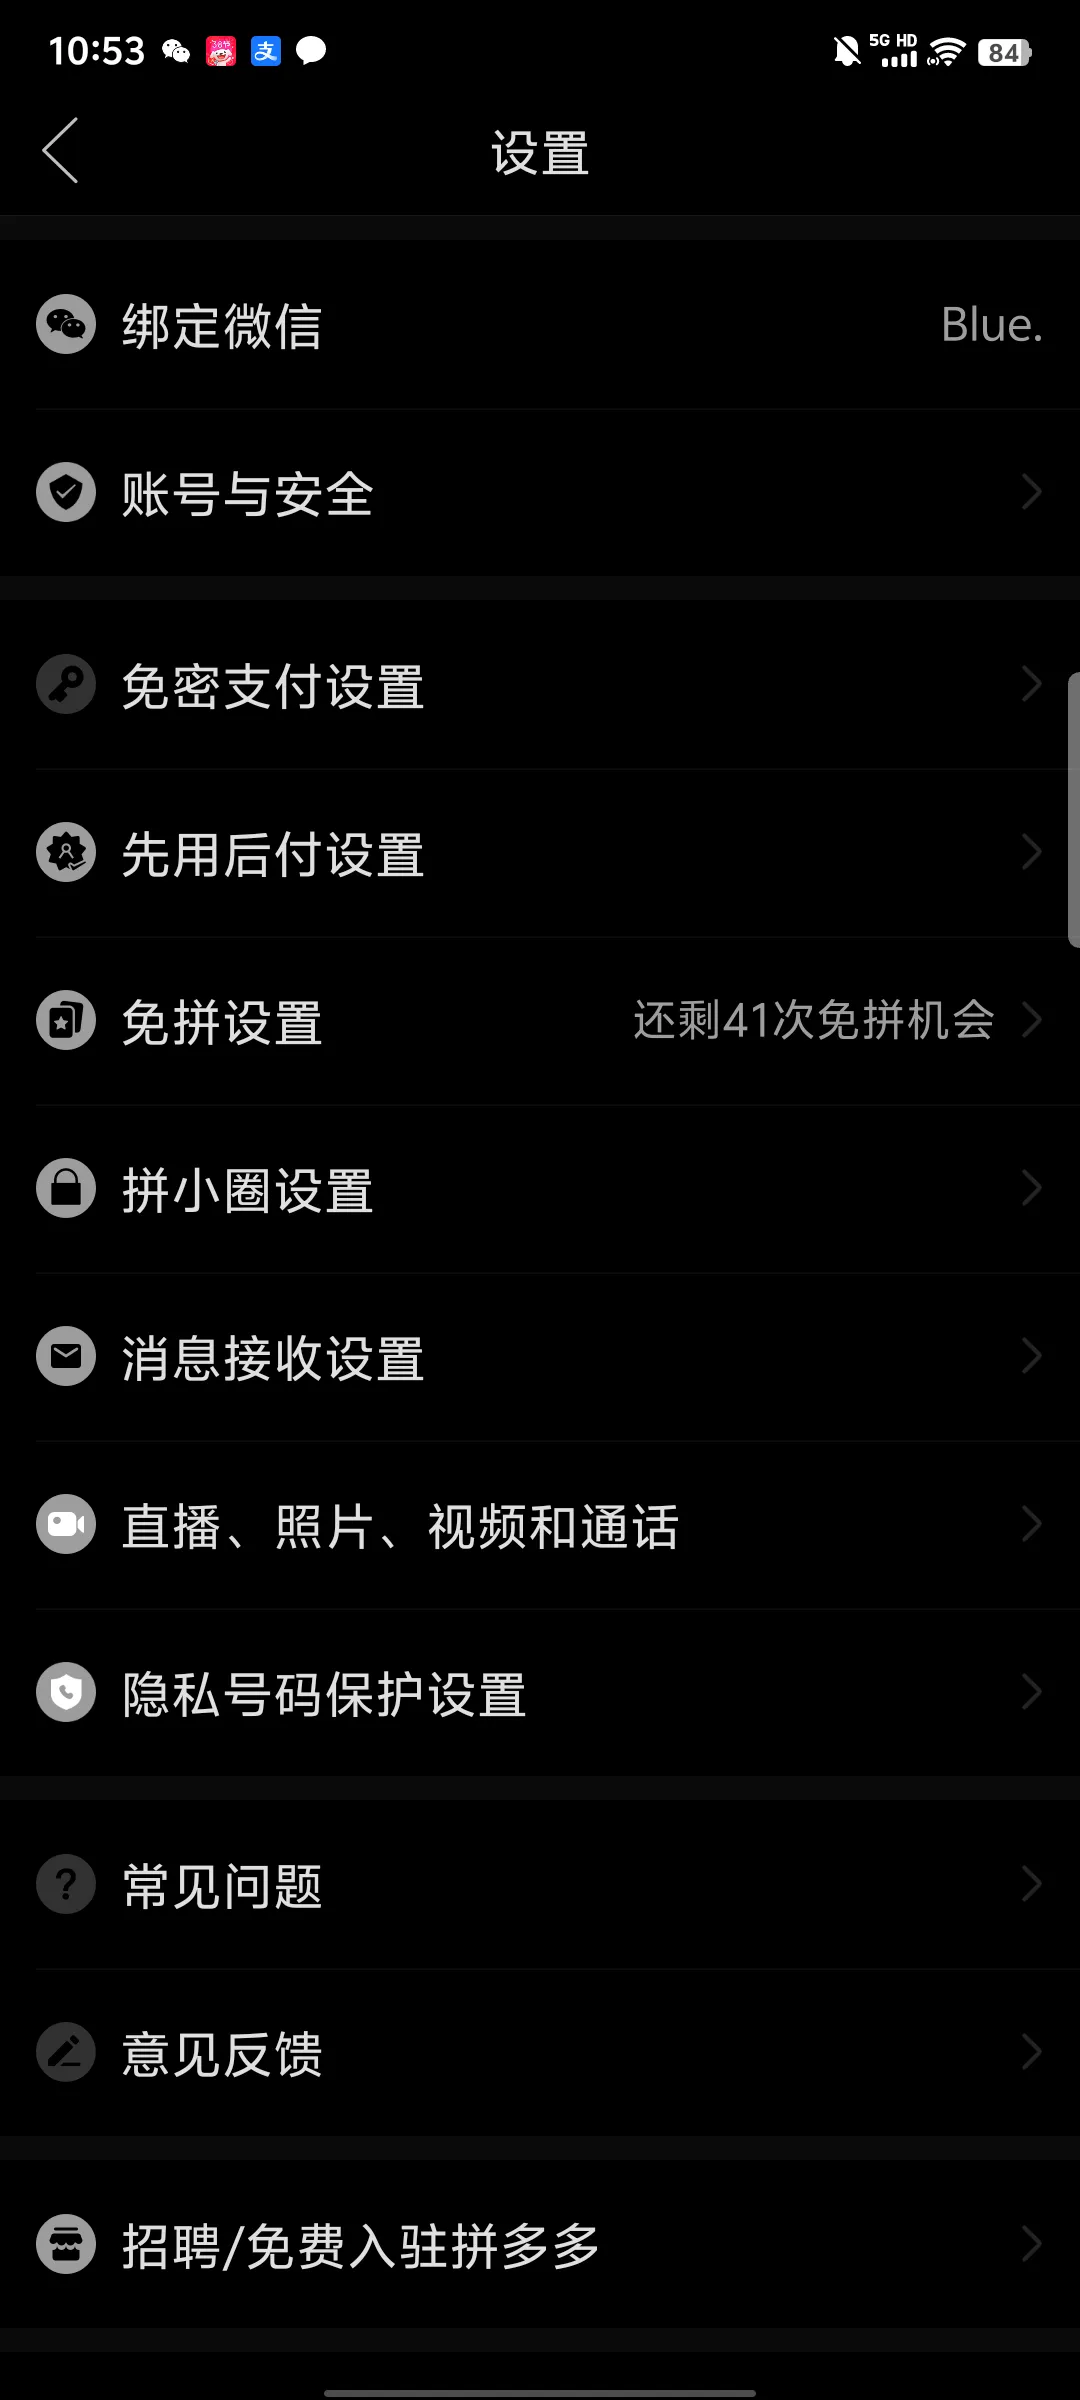 10:53
5G HD
84
设置
绑定微信
Blue.
账号与安全
免密支付设置
先用后付设置
免拼设置
还剩41次免拼机会
拼小圈设置
消息接收设置
直播、照片、视频和通话
隐私号码保护设置
常见问题
意见反馈
招聘/免费入驻拼多多